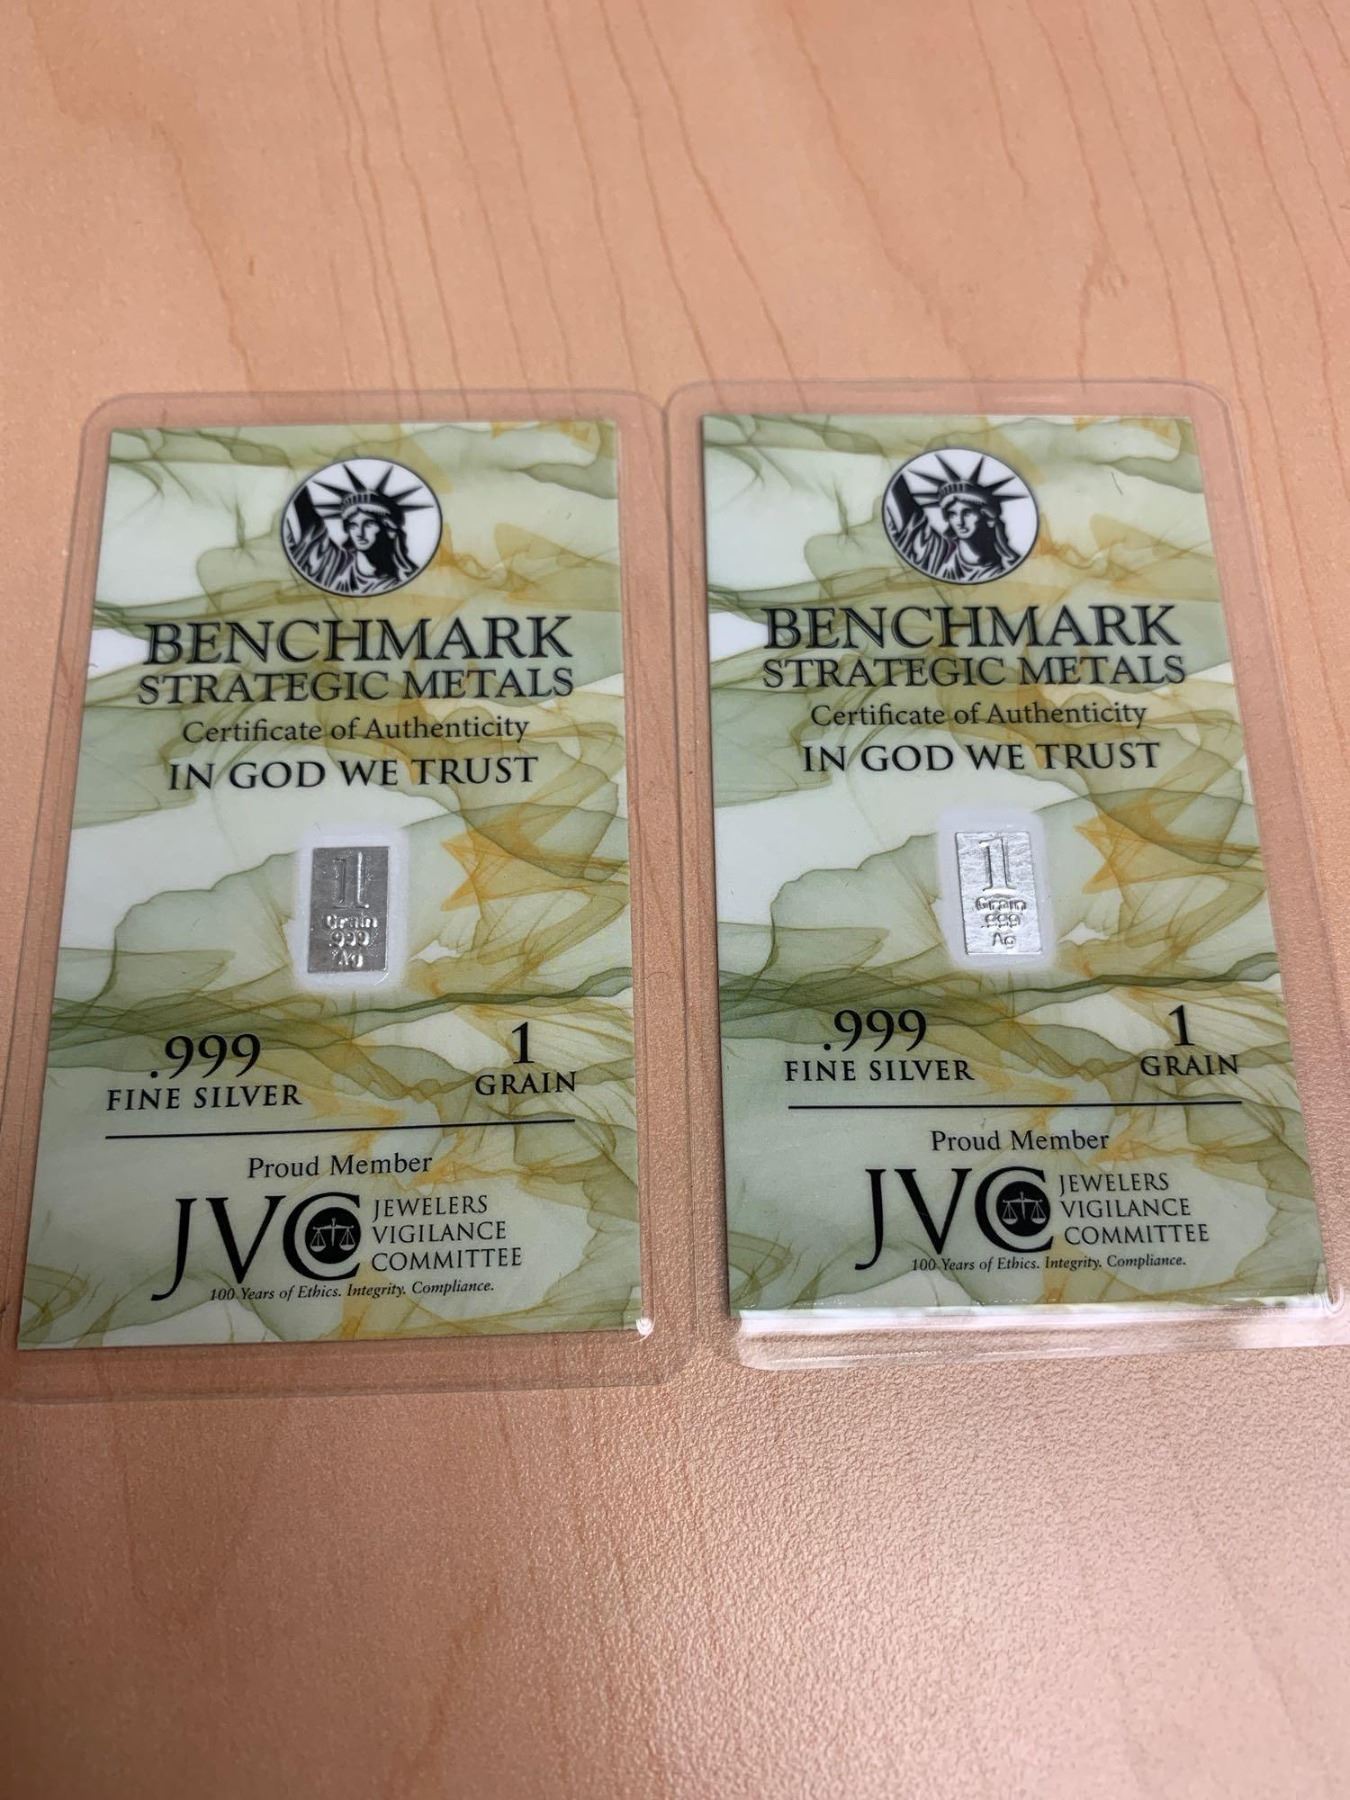 BENCHMARK
STRATEGIC METALS
Certificate of Authenticity
IN GOD WE TRUST
1
Grain
.999
Ag
.999
FINE SILVER
1
GRAIN
Proud Member
JVC
JEWELERS
VIGILANCE
COMMITTEE
100 Years of Ethics. Integrity. Compliance.
BENCHMARK
STRATEGIC METALS
Certificate of Authenticity
IN GOD WE TRUST
1
Grain
.999
Ag
.999
FINE SILVER
1
GRAIN
Proud Member
JVC
JEWELERS
VIGILANCE
COMMITTEE
100 Years of Ethics. Integrity. Compliance.